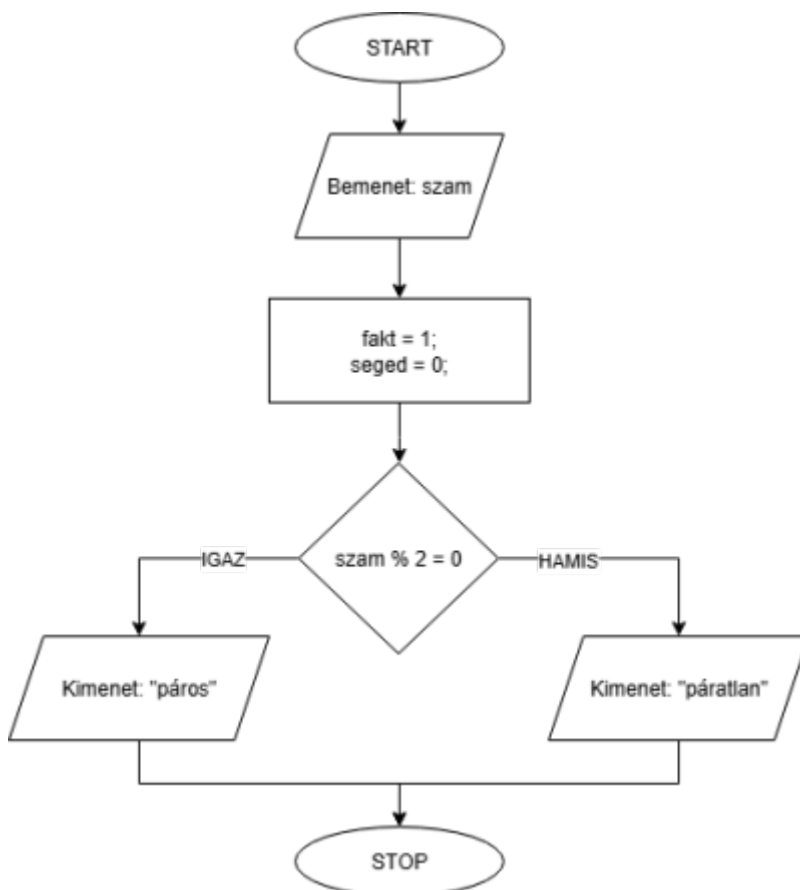 START
Bemenet: szam
fakt = 1;
seged = 0;
szam % 2 = 0
IGAZ
HAMIS
Kimenet: "páros"
Kimenet: "páratlan"
STOP